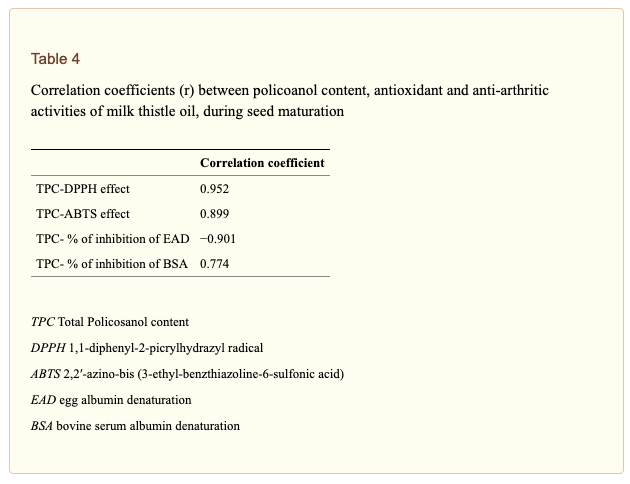 Table 4
Correlation coefficients (r) between policoanol content, antioxidant and anti-arthritic
activities of milk thistle oil, during seed maturation
Correlation coefficient
TPC-DPPH effect 0.952
TPC-ABTS effect 0.899
TPC- % of inhibition of EAD −0.901
TPC- % of inhibition of BSA 0.774
TPC Total Policosanol content
DPPH 1,1-diphenyl-2-picrylhydrazyl radical
ABTS 2,2′-azino-bis (3-ethyl-benzthiazoline-6-sulfonic acid)
EAD egg albumin denaturation
BSA bovine serum albumin denaturation